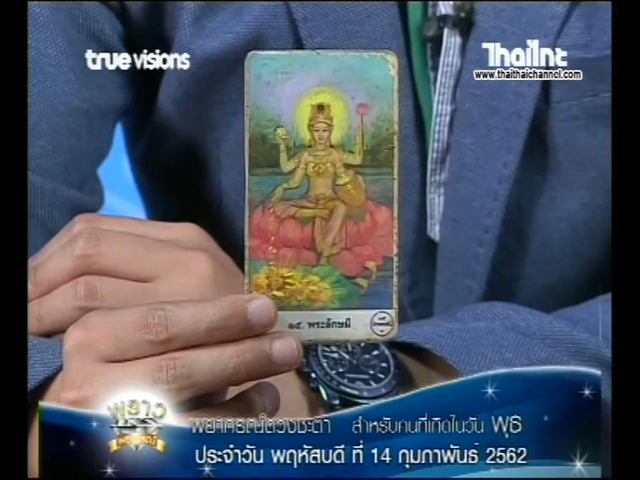 true visions
ThaiThai
www.thaithaichannel.com
๑๕. พระลักษมี
พยากรณ์ดวงชะตา สำหรับคนที่เกิดในวัน พุธ
ประจำวัน พฤหัสบดี ที่ 14 กุมภาพันธ์ 2562